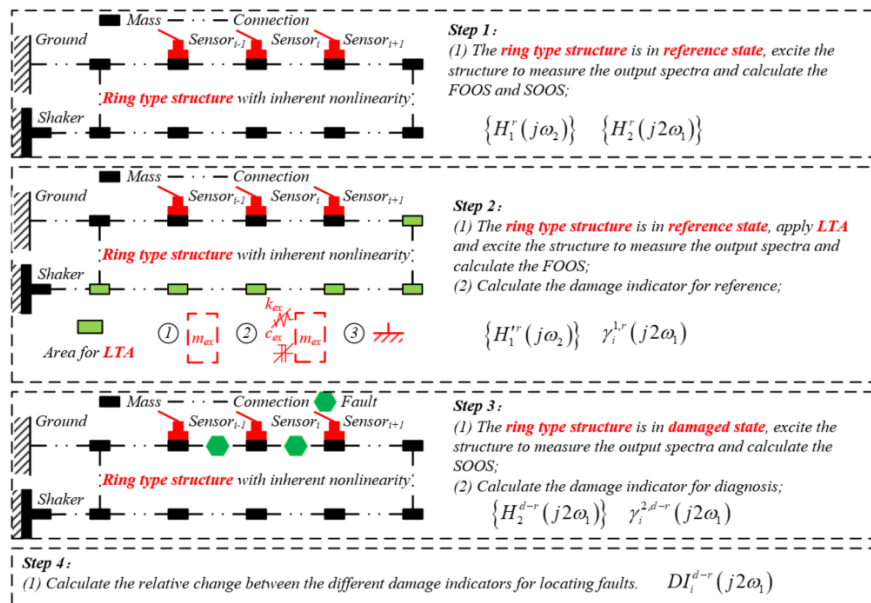 Mass Connection
Ground Sensor_{i-1} Sensor_i Sensor_{i+1}
Ring type structure with inherent nonlinearity
Shaker
Step 1:
(1) The ring type structure is in reference state, excite the
structure to measure the output spectra and calculate the
FOOS and SOOS;
{H_1^r(jω_2)} {H_2^r(j2ω_1)}
Mass Connection
Ground Sensor_{i-1} Sensor_i Sensor_{i+1}
Ring type structure with inherent nonlinearity
Shaker
Area for LTA
① m_{ex} ② k_{ex} c_{ex} m_{ex} ③
Step 2:
(1) The ring type structure is in reference state, apply LTA
and excite the structure to measure the output spectra and
calculate the FOOS;
(2) Calculate the damage indicator for reference;
{H_1'^r(jω_2)} γ_i^{1,r}(j2ω_1)
Mass Connection Fault
Ground Sensor_{i-1} Sensor_i Sensor_{i+1}
Ring type structure with inherent nonlinearity
Shaker
Step 3:
(1) The ring type structure is in damaged state, excite the
structure to measure the output spectra and calculate the
SOOS;
(2) Calculate the damage indicator for diagnosis;
{H_2^{d-r}(j2ω_1)} γ_i^{2,d-r}(j2ω_1)
Step 4:
(1) Calculate the relative change between the different damage indicators for locating faults. DI_i^{d-r}(j2ω_1)